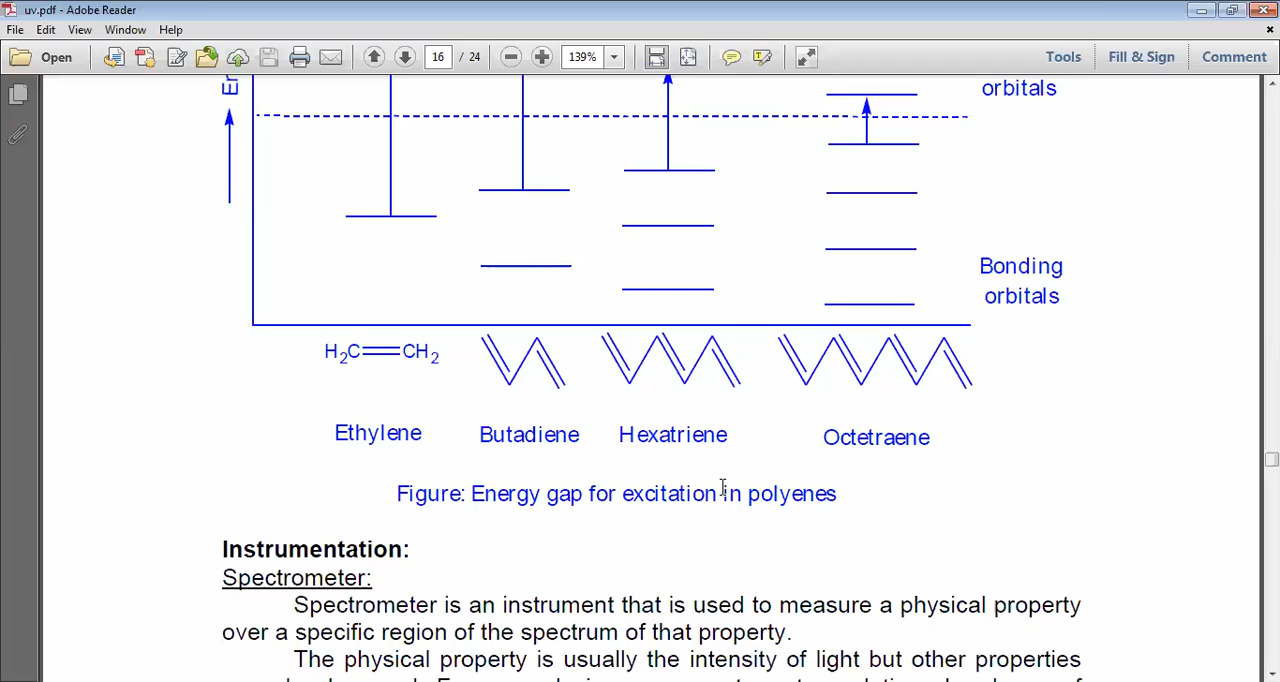 uv.pdf - Adobe Reader
File Edit View Window Help
Open 16 / 24 139% Tools Fill & Sign Comment
orbitals
Bonding
orbitals
H2C CH2
Ethylene Butadiene Hexatriene Octetraene
Figure: Energy gap for excitation in polyenes
Instrumentation:
Spectrometer:
Spectrometer is an instrument that is used to measure a physical property
over a specific region of the spectrum of that property.
The physical property is usually the intensity of light but other properties